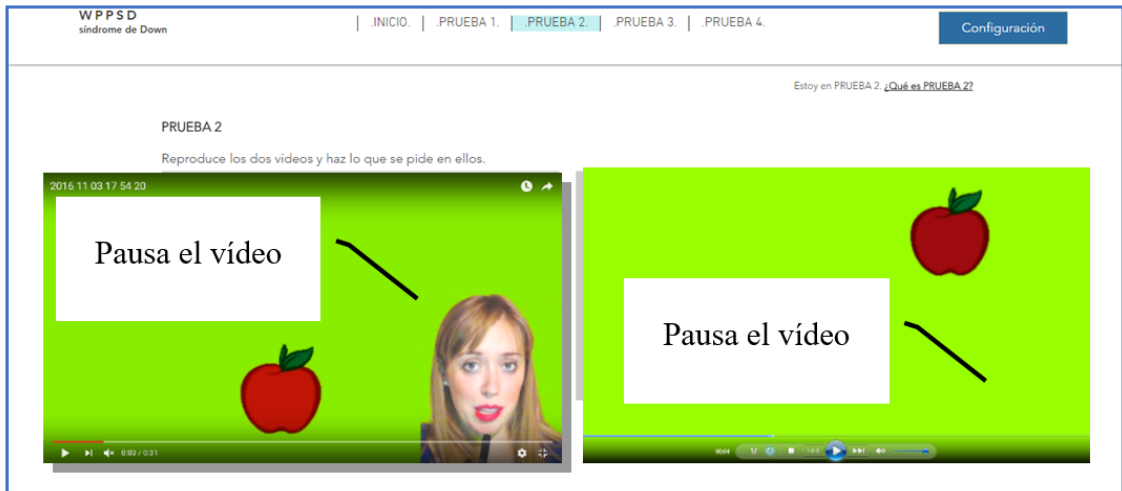 WPPSD
síndrome de Down
.INICIO. .PRUEBA 1. .PRUEBA 2. .PRUEBA 3. .PRUEBA 4.
Configuración
Estoy en PRUEBA 2. ¿Qué es PRUEBA 2?
PRUEBA 2
Reproduce los dos vídeos y haz lo que se pide en ellos.
2016 11 03 17 54 20
Pausa el vídeo
0:03 / 0:31
Pausa el vídeo